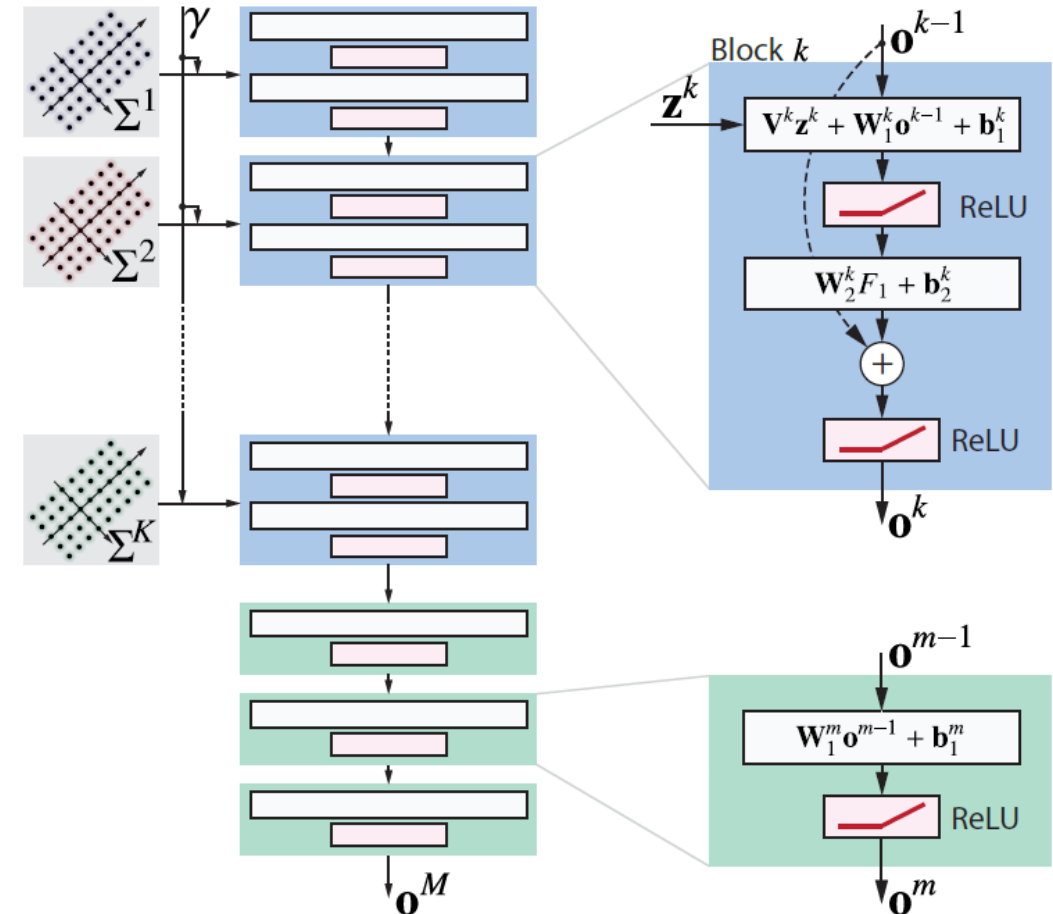 γ
Σ¹
Σ²
Σᴷ
oᴹ
Block k
oᵏ⁻¹
zᵏ
Vᵏzᵏ + W₁ᵏoᵏ⁻¹ + b₁ᵏ
ReLU
W₂ᵏF₁ + b₂ᵏ
+
ReLU
oᵏ
oᵐ⁻¹
W₁ᵐoᵐ⁻¹ + b₁ᵐ
ReLU
oᵐ